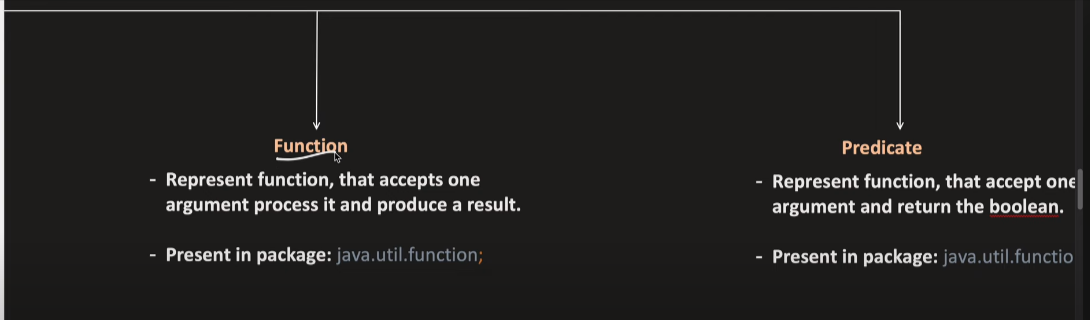 Function
- Represent function, that accepts one
argument process it and produce a result.
- Present in package: java.util.function;
Predicate
- Represent function, that accept one
argument and return the boolean.
- Present in package: java.util.functio